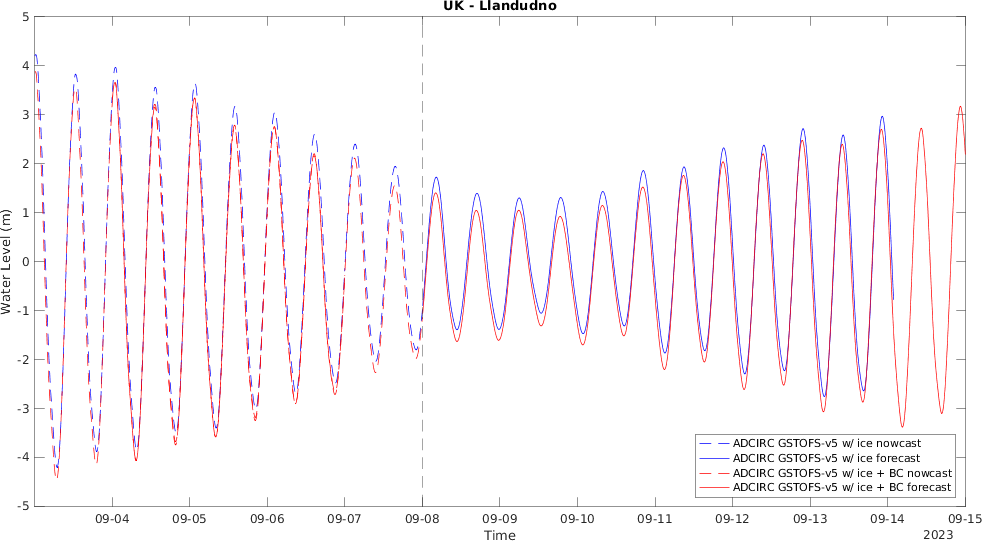 UK - Llandudno
5
4
3
2
1
0
-1
-2
-3
-4
-5
Water Level (m)
ADCIRC GSTOFS-v5 w/ ice nowcast
ADCIRC GSTOFS-v5 w/ ice forecast
ADCIRC GSTOFS-v5 w/ ice + BC nowcast
ADCIRC GSTOFS-v5 w/ ice + BC forecast
09-04 09-05 09-06 09-07 09-08 09-09 09-10 09-11 09-12 09-13 09-14 09-15
Time
2023